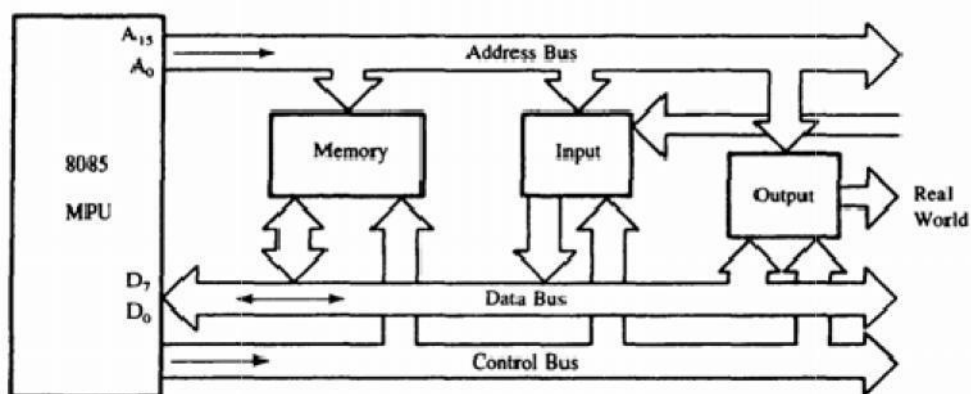 A15
Address Bus
A0
Memory
Input
8085
MPU
Output
Real
World
D7
Data Bus
D0
Control Bus